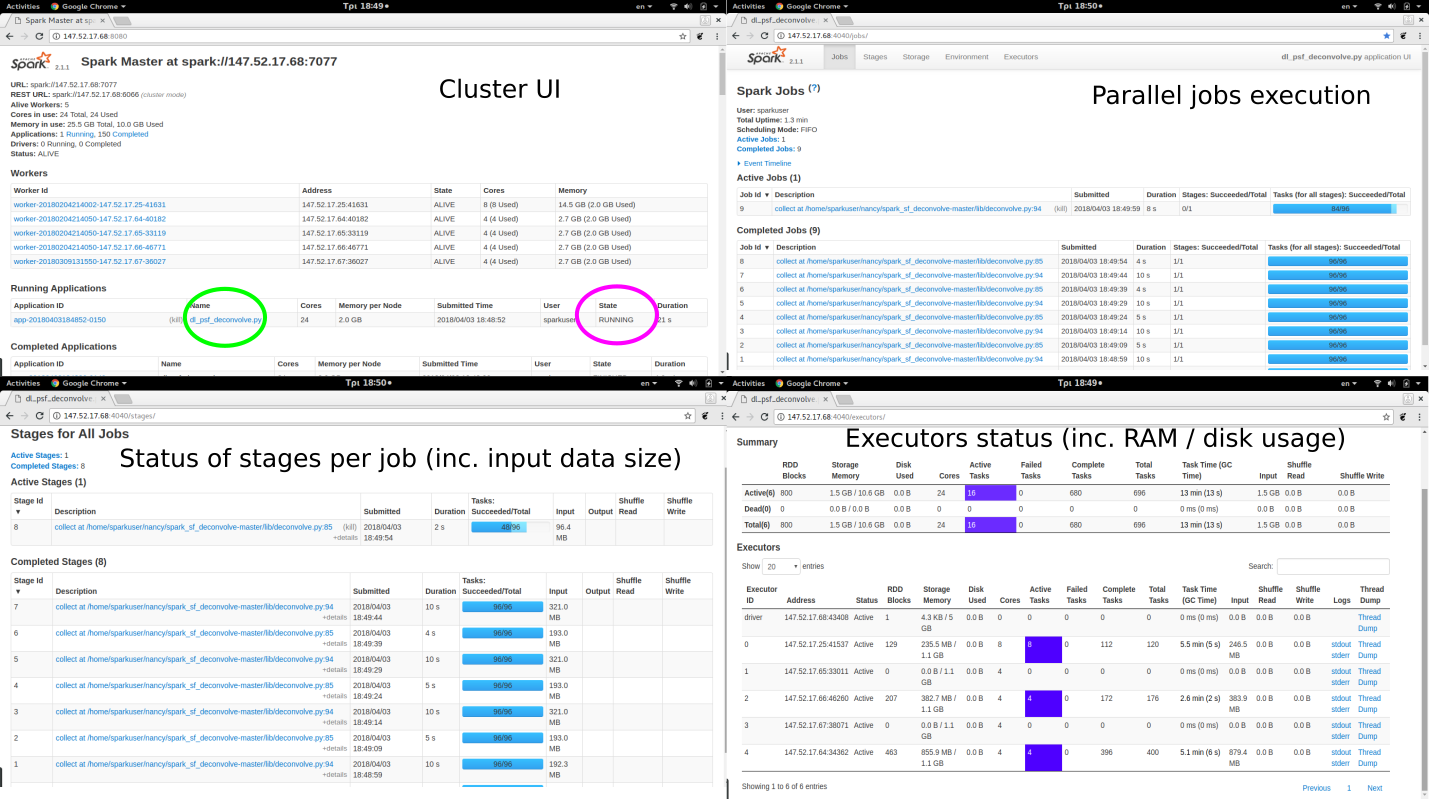 Activities Google Chrome Τρι 18:49 en
Spark Master at sp
147.52.17.68:8080
APACHE Spark 2.1.1 Spark Master at spark://147.52.17.68:7077
Cluster UI
URL: spark://147.52.17.68:7077
REST URL: spark://147.52.17.68:6066 (cluster mode)
Alive Workers: 5
Cores in use: 24 Total, 24 Used
Memory in use: 25.5 GB Total, 10.0 GB Used
Applications: 1 Running, 150 Completed
Drivers: 0 Running, 0 Completed
Status: ALIVE
Workers
Worker Id Address State Cores Memory
worker-20180204214002-147.52.17.25-41631 147.52.17.25:41631 ALIVE 8 (8 Used) 14.5 GB (2.0 GB Used)
worker-20180204214050-147.52.17.64-40182 147.52.17.64:40182 ALIVE 4 (4 Used) 2.7 GB (2.0 GB Used)
worker-20180204214050-147.52.17.65-33119 147.52.17.65:33119 ALIVE 4 (4 Used) 2.7 GB (2.0 GB Used)
worker-20180204214050-147.52.17.66-46771 147.52.17.66:46771 ALIVE 4 (4 Used) 2.7 GB (2.0 GB Used)
worker-20180309131550-147.52.17.67-36027 147.52.17.67:36027 ALIVE 4 (4 Used) 2.7 GB (2.0 GB Used)
Running Applications
Application ID Name Cores Memory per Node Submitted Time User State Duration
app-20180403184852-0150 (kill) dl_psf_deconvolve.py 24 2.0 GB 2018/04/03 18:48:52 sparkuser RUNNING 21 s
Completed Applications
Application ID Name Cores Memory per Node Submitted Time User State Duration
Activities Google Chrome Τρι 18:50 en
dl_psf_deconvolve.
147.52.17.68:4040/jobs/
APACHE Spark 2.1.1 Jobs Stages Storage Environment Executors dl_psf_deconvolve.py application UI
Spark Jobs (?)
Parallel jobs execution
User: sparkuser
Total Uptime: 1.3 min
Scheduling Mode: FIFO
Active Jobs: 1
Completed Jobs: 9
Event Timeline
Active Jobs (1)
Job Id ▾ Description Submitted Duration Stages: Succeeded/Total Tasks (for all stages): Succeeded/Total
9 collect at /home/sparkuser/nancy/spark_sf_deconvolve-master/lib/deconvolve.py:94 (kill) 2018/04/03 18:49:59 8 s 0/1 84/96
Completed Jobs (9)
Job Id ▾ Description Submitted Duration Stages: Succeeded/Total Tasks (for all stages): Succeeded/Total
8 collect at /home/sparkuser/nancy/spark_sf_deconvolve-master/lib/deconvolve.py:85 2018/04/03 18:49:54 4 s 1/1 96/96
7 collect at /home/sparkuser/nancy/spark_sf_deconvolve-master/lib/deconvolve.py:94 2018/04/03 18:49:44 10 s 1/1 96/96
6 collect at /home/sparkuser/nancy/spark_sf_deconvolve-master/lib/deconvolve.py:85 2018/04/03 18:49:39 4 s 1/1 96/96
5 collect at /home/sparkuser/nancy/spark_sf_deconvolve-master/lib/deconvolve.py:94 2018/04/03 18:49:29 10 s 1/1 96/96
4 collect at /home/sparkuser/nancy/spark_sf_deconvolve-master/lib/deconvolve.py:85 2018/04/03 18:49:24 5 s 1/1 96/96
3 collect at /home/sparkuser/nancy/spark_sf_deconvolve-master/lib/deconvolve.py:94 2018/04/03 18:49:14 10 s 1/1 96/96
2 collect at /home/sparkuser/nancy/spark_sf_deconvolve-master/lib/deconvolve.py:85 2018/04/03 18:49:09 5 s 1/1 96/96
1 collect at /home/sparkuser/nancy/spark_sf_deconvolve-master/lib/deconvolve.py:94 2018/04/03 18:48:59 10 s 1/1 96/96
Activities Google Chrome Τρι 18:50 en
dl_psf_deconvolve.
147.52.17.68:4040/stages/
Stages for All Jobs
Active Stages: 1
Completed Stages: 8
Status of stages per job (inc. input data size)
Active Stages (1)
Stage Id ▾ Description Submitted Duration Tasks: Succeeded/Total Input Output Shuffle Read Shuffle Write
8 collect at /home/sparkuser/nancy/spark_sf_deconvolve-master/lib/deconvolve.py:85 (kill) +details 2018/04/03 18:49:54 2 s 48/96 96.4 MB
Completed Stages (8)
Stage Id ▾ Description Submitted Duration Tasks: Succeeded/Total Input Output Shuffle Read Shuffle Write
7 collect at /home/sparkuser/nancy/spark_sf_deconvolve-master/lib/deconvolve.py:94 +details 2018/04/03 18:49:44 10 s 96/96 321.0 MB
6 collect at /home/sparkuser/nancy/spark_sf_deconvolve-master/lib/deconvolve.py:85 +details 2018/04/03 18:49:39 4 s 96/96 193.0 MB
5 collect at /home/sparkuser/nancy/spark_sf_deconvolve-master/lib/deconvolve.py:94 +details 2018/04/03 18:49:29 10 s 96/96 321.0 MB
4 collect at /home/sparkuser/nancy/spark_sf_deconvolve-master/lib/deconvolve.py:85 +details 2018/04/03 18:49:24 5 s 96/96 193.0 MB
3 collect at /home/sparkuser/nancy/spark_sf_deconvolve-master/lib/deconvolve.py:94 +details 2018/04/03 18:49:14 10 s 96/96 321.0 MB
2 collect at /home/sparkuser/nancy/spark_sf_deconvolve-master/lib/deconvolve.py:85 +details 2018/04/03 18:49:09 5 s 96/96 193.0 MB
1 collect at /home/sparkuser/nancy/spark_sf_deconvolve-master/lib/deconvolve.py:94 +details 2018/04/03 18:48:59 10 s 96/96 192.3 MB
Activities Google Chrome Τρι 18:49 en
dl_psf_deconvolve.
147.52.17.68:4040/executors/
Summary
Executors status (inc. RAM / disk usage)
RDD Blocks Storage Memory Disk Used Cores Active Tasks Failed Tasks Complete Tasks Total Tasks Task Time (GC Time) Input Shuffle Read Shuffle Write
Active(6) 800 1.5 GB / 10.6 GB 0.0 B 24 16 0 680 696 13 min (13 s) 1.5 GB 0.0 B 0.0 B
Dead(0) 0 0.0 B / 0.0 B 0.0 B 0 0 0 0 0 0 ms (0 ms) 0.0 B 0.0 B 0.0 B
Total(6) 800 1.5 GB / 10.6 GB 0.0 B 24 16 0 680 696 13 min (13 s) 1.5 GB 0.0 B 0.0 B
Executors
Show 20 entries Search:
Executor ID Address Status RDD Blocks Storage Memory Disk Used Cores Active Tasks Failed Tasks Complete Tasks Total Tasks Task Time (GC Time) Input Shuffle Read Shuffle Write Logs Thread Dump
driver 147.52.17.68:43408 Active 1 4.3 KB / 5 GB 0.0 B 0 0 0 0 0 0 ms (0 ms) 0.0 B 0.0 B 0.0 B Thread Dump
0 147.52.17.25:41537 Active 129 235.5 MB / 1.1 GB 0.0 B 8 8 0 112 120 5.5 min (5 s) 246.5 MB 0.0 B 0.0 B stdout stderr Thread Dump
1 147.52.17.65:33011 Active 0 0.0 B / 1.1 GB 0.0 B 4 0 0 0 0 0 ms (0 ms) 0.0 B 0.0 B 0.0 B stdout stderr Thread Dump
2 147.52.17.66:46260 Active 207 382.7 MB / 1.1 GB 0.0 B 4 4 0 172 176 2.6 min (2 s) 383.9 MB 0.0 B 0.0 B stdout stderr Thread Dump
3 147.52.17.67:38071 Active 0 0.0 B / 1.1 GB 0.0 B 4 0 0 0 0 0 ms (0 ms) 0.0 B 0.0 B 0.0 B stdout stderr Thread Dump
4 147.52.17.64:34362 Active 463 855.9 MB / 1.1 GB 0.0 B 4 4 0 396 400 5.1 min (6 s) 879.4 MB 0.0 B 0.0 B stdout stderr Thread Dump
Showing 1 to 6 of 6 entries Previous 1 Next